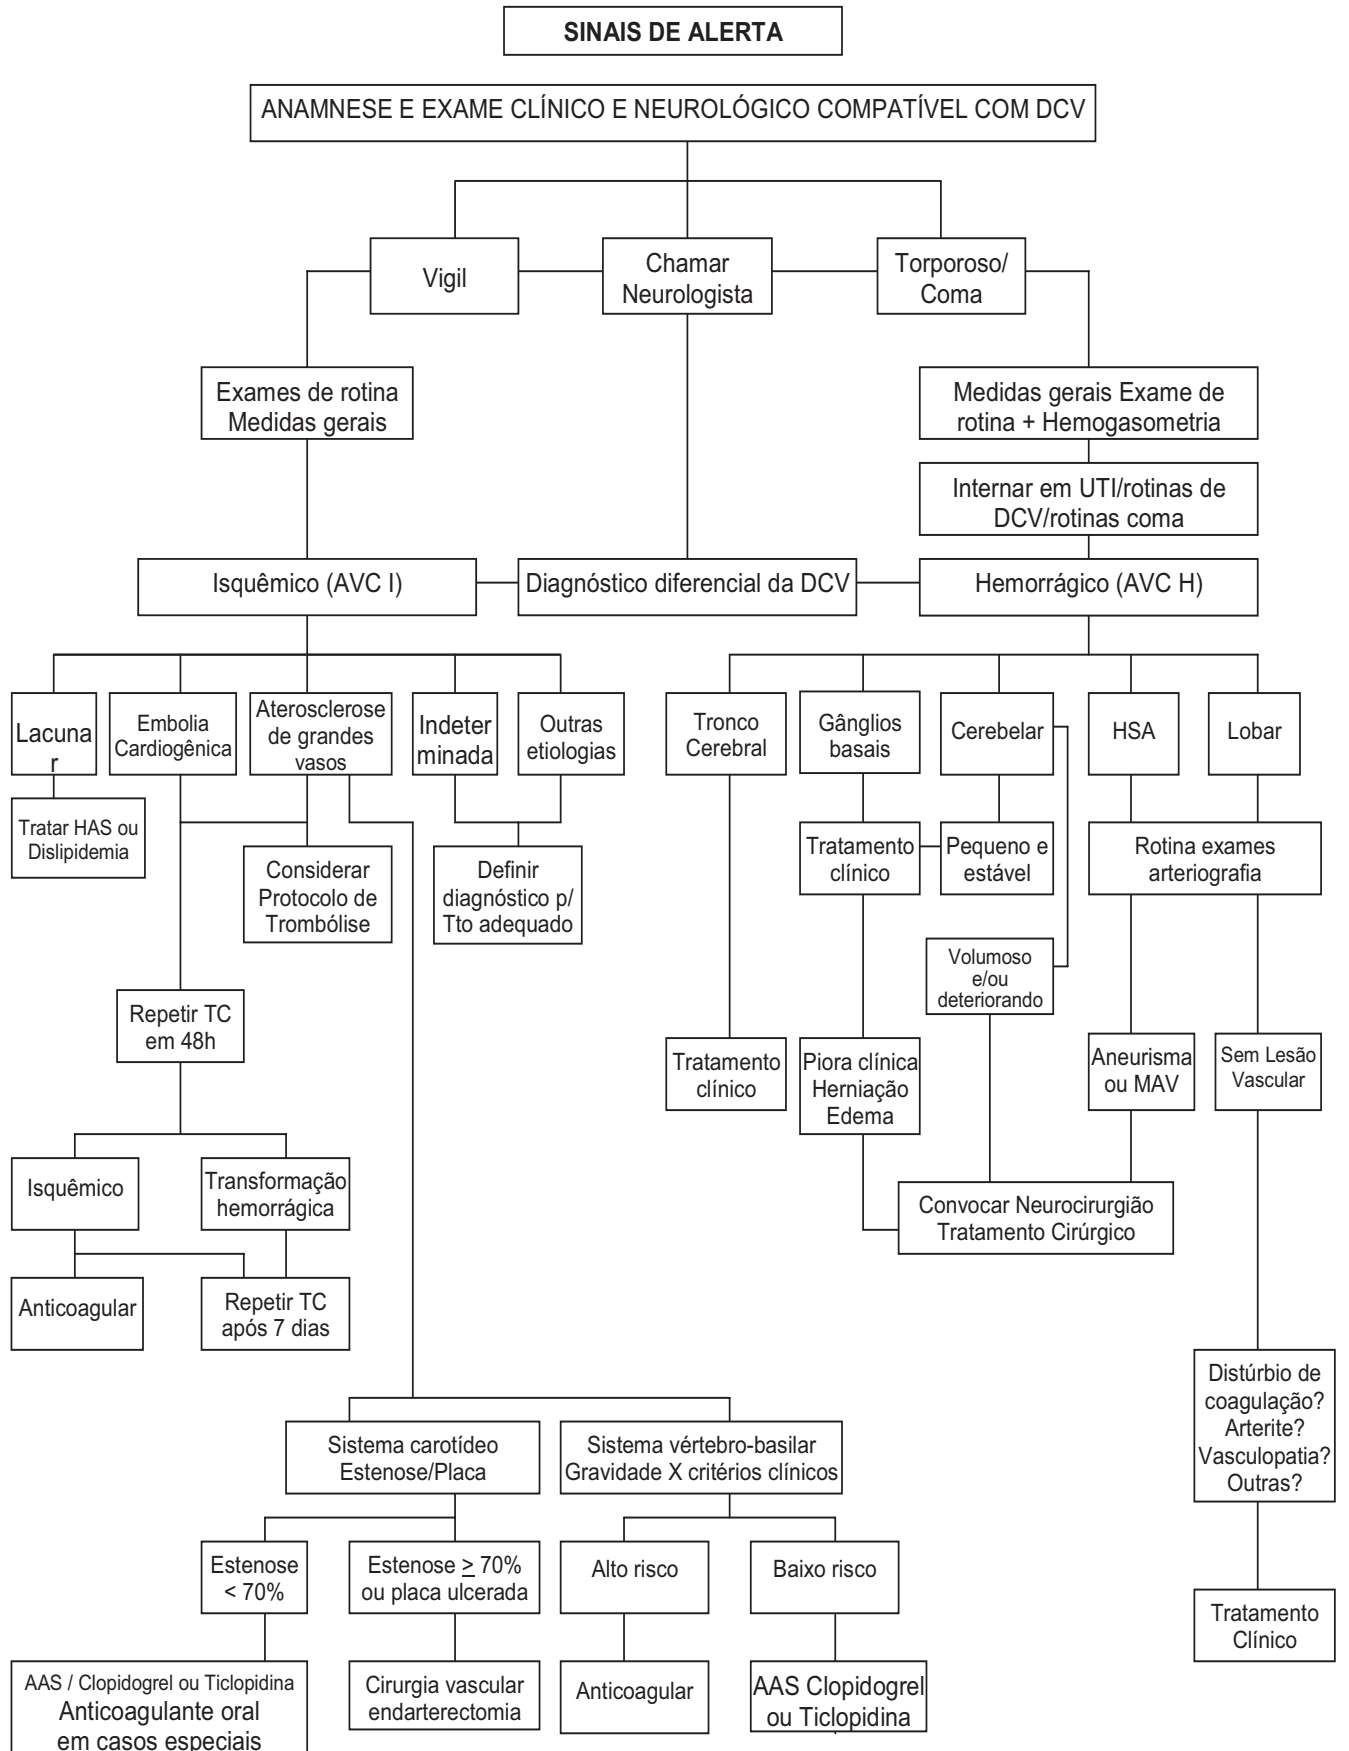 SINAIS DE ALERTA
ANAMNESE E EXAME CLÍNICO E NEUROLÓGICO COMPATÍVEL COM DCV
Vigil
Chamar
Neurologista
Torporoso/
Coma
Exames de rotina
Medidas gerais
Medidas gerais Exame de
rotina + Hemogasometria
Internar em UTI/rotinas de
DCV/rotinas coma
Isquêmico (AVC I)
Diagnóstico diferencial da DCV
Hemorrágico (AVC H)
Lacuna
r
Embolia
Cardiogênica
Aterosclerose
de grandes
vasos
Indeter
minada
Outras
etiologias
Tronco
Cerebral
Gânglios
basais
Cerebelar
HSA
Lobar
Tratar HAS ou
Dislipidemia
Considerar
Protocolo de
Trombólise
Definir
diagnóstico p/
Tto adequado
Tratamento
clínico
Pequeno e
estável
Rotina exames
arteriografia
Volumoso
e/ou
deteriorando
Repetir TC
em 48h
Tratamento
clínico
Piora clínica
Herniação
Edema
Aneurisma
ou MAV
Sem Lesão
Vascular
Isquêmico
Transformação
hemorrágica
Convocar Neurocirurgião
Tratamento Cirúrgico
Anticoagular
Repetir TC
após 7 dias
Distúrbio de
coagulação?
Arterite?
Vasculopatia?
Outras?
Sistema carotídeo
Estenose/Placa
Sistema vértebro-basilar
Gravidade X critérios clínicos
Estenose
< 70%
Estenose ≥ 70%
ou placa ulcerada
Alto risco
Baixo risco
Tratamento
Clínico
AAS / Clopidogrel ou Ticlopidina
Anticoagulante oral
em casos especiais
Cirurgia vascular
endarterectomia
Anticoagular
AAS Clopidogrel
ou Ticlopidina